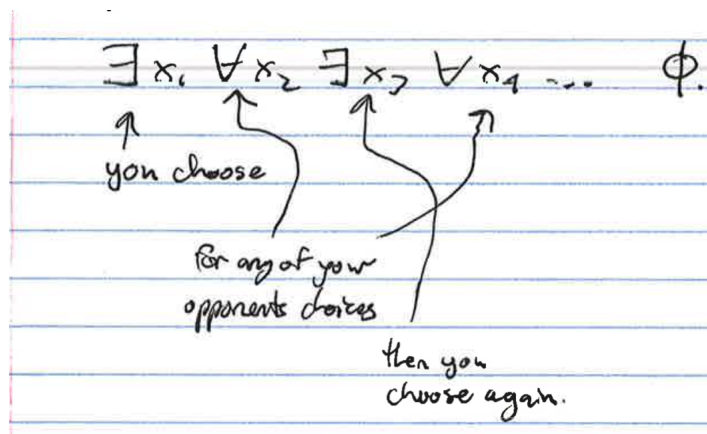 ∃x₁ ∀x₂ ∃x₃ ∀x₄ ... ϕ.
you choose
for any of your
opponents choices
then you
choose again.